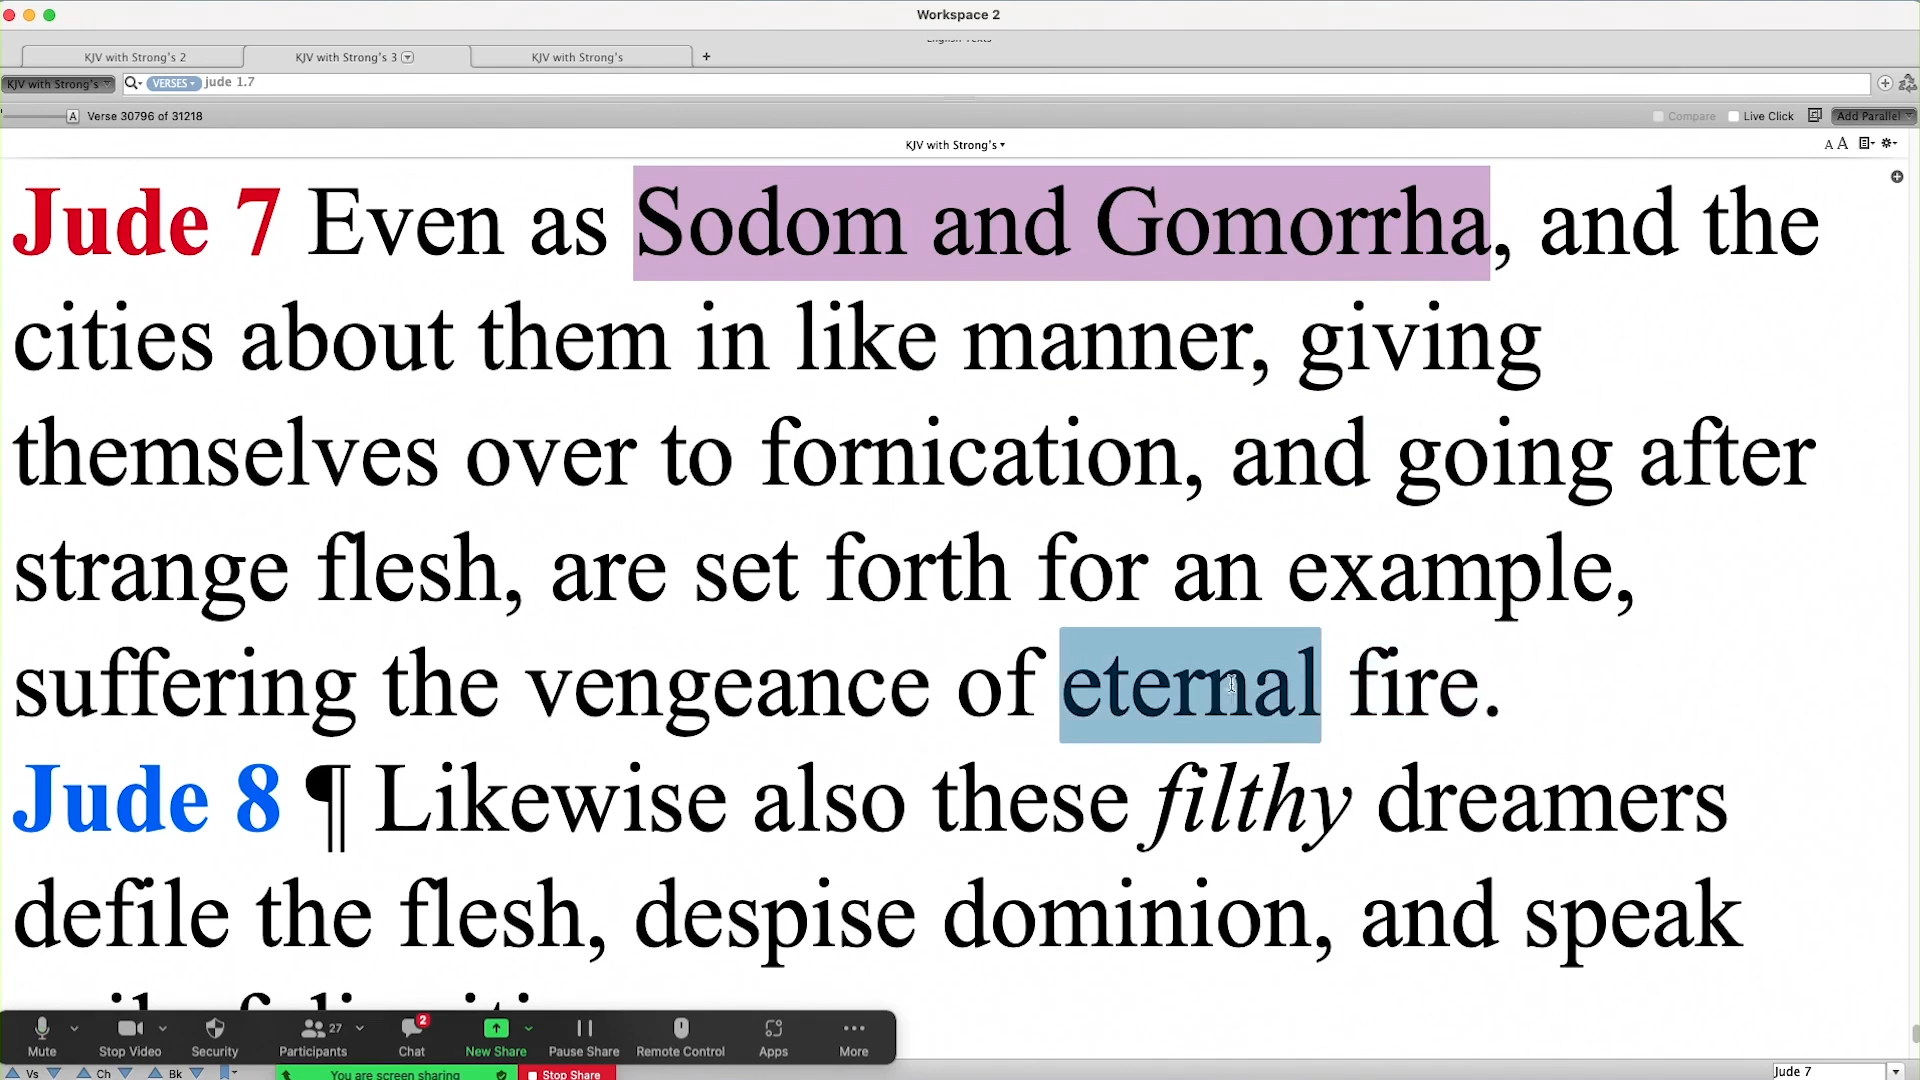 Workspace 2
English Texts
KJV with Strong's 2
KJV with Strong's 3
KJV with Strong's
+
KJV with Strong's
VERSES
jude 1.7
A
Verse 30796 of 31218
Compare
Live Click
Add Parallel
KJV with Strong's
A A
Jude 7 Even as Sodom and Gomorrha, and the
cities about them in like manner, giving
themselves over to fornication, and going after
strange flesh, are set forth for an example,
suffering the vengeance of eternal fire.
Jude 8 ¶ Likewise also these filthy dreamers
defile the flesh, despise dominion, and speak
27
2
Mute
Stop Video
Security
Participants
Chat
New Share
Pause Share
Remote Control
Apps
More
Vs
Ch
Bk
You are screen sharing
Stop Share
Jude 7